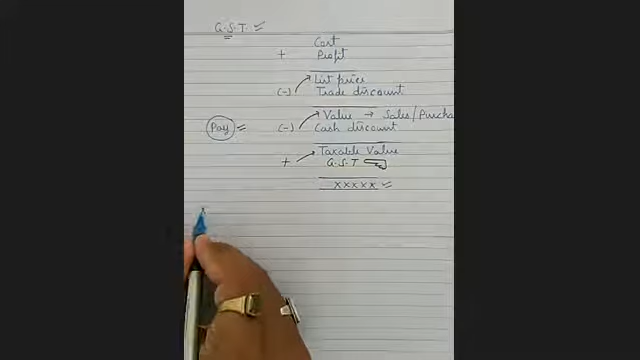 G.S.T.
Cost
+ Profit
List price
(-) Trade discount
Value → Sales/Purcha
Pay = (-) Cash discount
Taxable Value
+ G.S.T
xxxxx